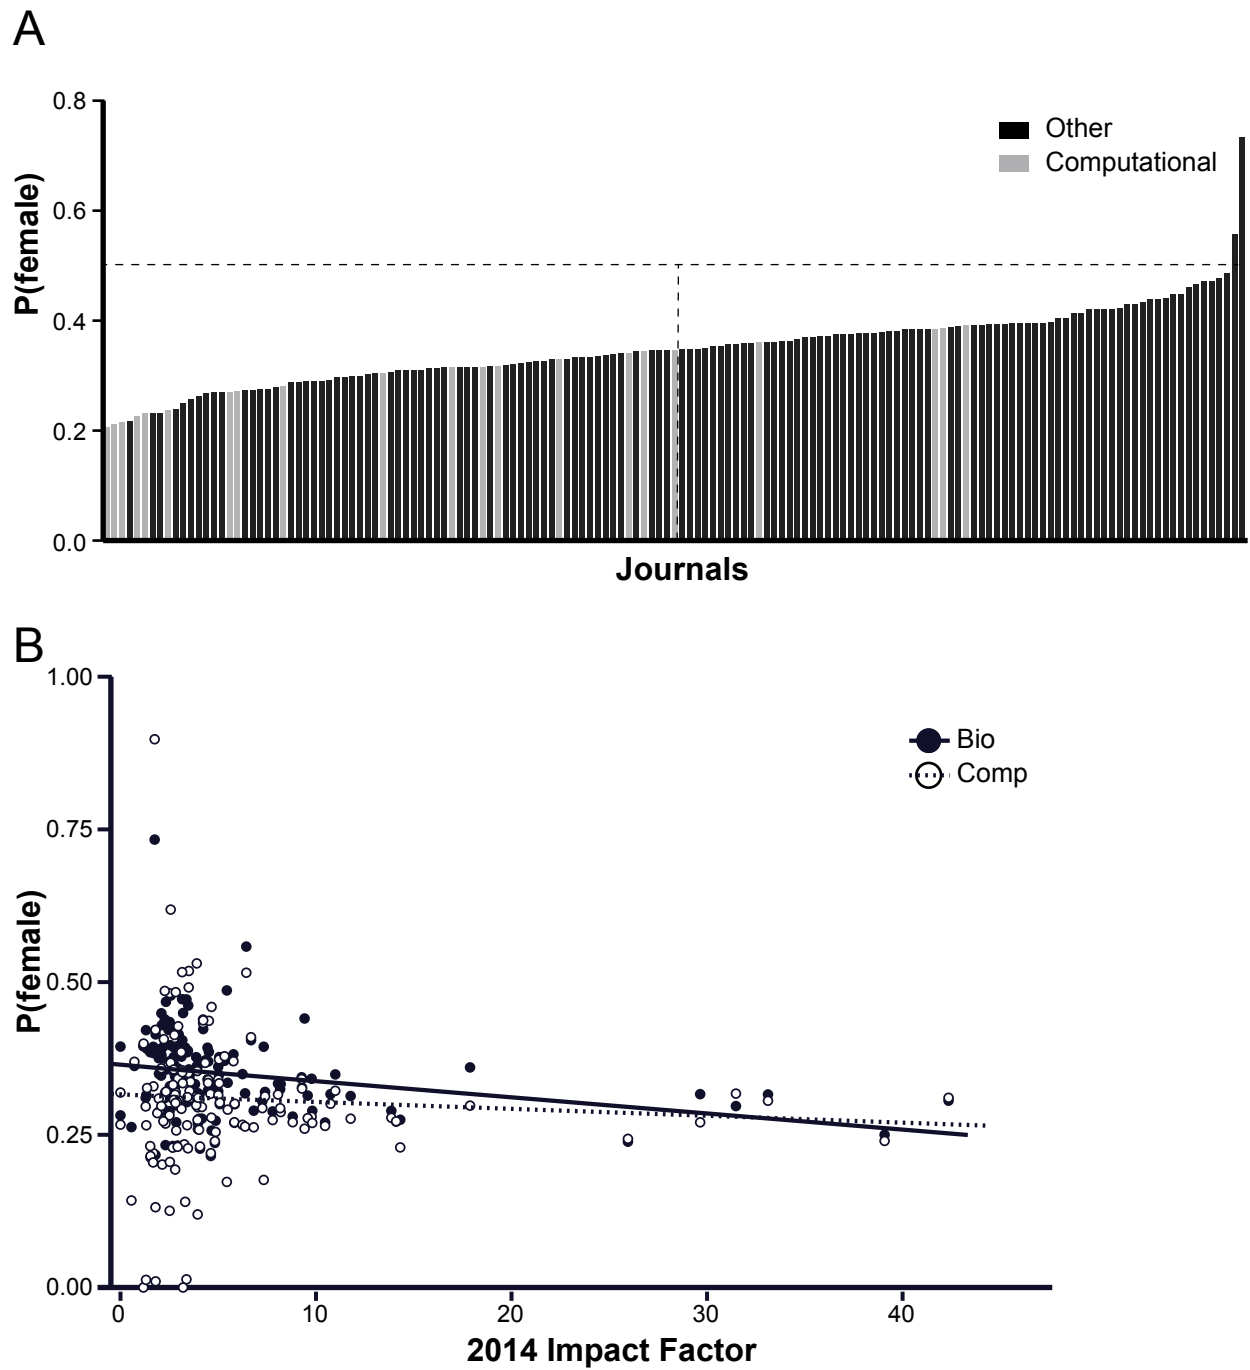 A
0.8
Other
Computational
0.6
P(female)
0.4
0.2
0.0
Journals
B
1.00
Bio
Comp
0.75
P(female)
0.50
0.25
0.00
0 10 20 30 40
2014 Impact Factor